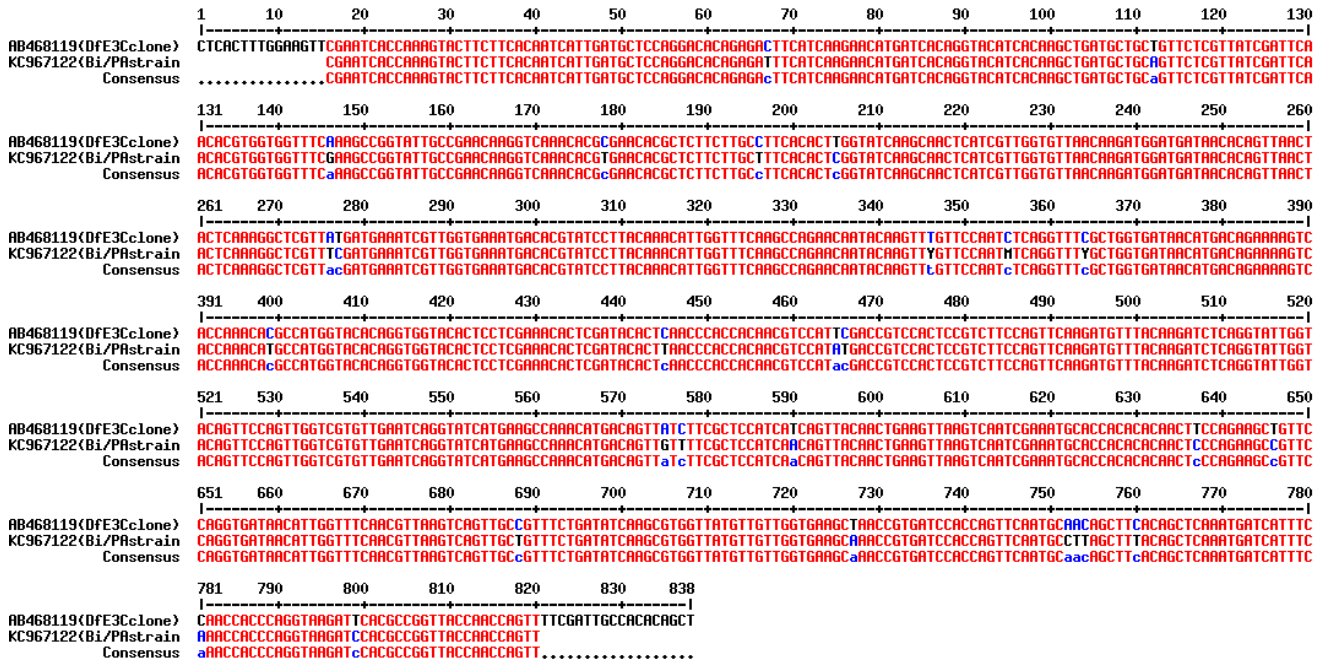 1 10 20 30 40 50 60 70 80 90 100 110 120 130
|--------+---------+---------+---------+---------+---------+---------+---------+---------+---------+---------+---------+---------|
AB468119(DfE3Cclone) CTCACTTTGGAAGTTCGAATCACCAAAGTACTTCTTCACAATCATTGATGCTCCAGGACACAGAGACTTCATCAAGAACATGATCACAGGTACATCACAAGCTGATGCTGCTGTTCTCGTTATCGATTCA
KC967122(Bi/PAstrain CGAATCACCAAAGTACTTCTTCACAATCATTGATGCTCCAGGACACAGAGATTTCATCAAGAACATGATCACAGGTACATCACAAGCTGATGCTGCAGTTCTCGTTATCGATTCA
Consensus ...............CGAATCACCAAAGTACTTCTTCACAATCATTGATGCTCCAGGACACAGAGAcTTCATCAAGAACATGATCACAGGTACATCACAAGCTGATGCTGCaGTTCTCGTTATCGATTCA
131 140 150 160 170 180 190 200 210 220 230 240 250 260
|--------+---------+---------+---------+---------+---------+---------+---------+---------+---------+---------+---------+---------|
AB468119(DfE3Cclone) ACACGTGGTGGTTTCAAAGCCGGTATTGCCGAACAAGGTCAAACACGCGAACACGCTCTTCTTGCCTTCACACTTGGTATCAAGCAACTCATCGTTGGTGTTAACAAGATGGATGATAACACAGTTAACT
KC967122(Bi/PAstrain ACACGTGGTGGTTTCGAAGCCGGTATTGCCGAACAAGGTCAAACACGTGAACACGCTCTTCTTGCTTTCACACTCGGTATCAAGCAACTCATCGTTGGTGTTAACAAGATGGATGATAACACAGTTAACT
Consensus ACACGTGGTGGTTTCaAAGCCGGTATTGCCGAACAAGGTCAAACACGcGAACACGCTCTTCTTGCcTTCACACTcGGTATCAAGCAACTCATCGTTGGTGTTAACAAGATGGATGATAACACAGTTAACT
261 270 280 290 300 310 320 330 340 350 360 370 380 390
|--------+---------+---------+---------+---------+---------+---------+---------+---------+---------+---------+---------+---------|
AB468119(DfE3Cclone) ACTCAAAGGCTCGTTATGATGAAATCGTTGGTGAAATGACACGTATCCTTACAAACATTGGTTTCAAGCCAGAACAATACAAGTTTGTTCCAATCTCAGGTTTCGCTGGTGATAACATGACAGAAAAGTC
KC967122(Bi/PAstrain ACTCAAAGGCTCGTTTCGATGAAATCGTTGGTGAAATGACACGTATCCTTACAAACATTGGTTTCAAGCCAGAACAATACAAGTTYGTTCCAATMTCAGGTTTYGCTGGTGATAACATGACAGAAAAGTC
Consensus ACTCAAAGGCTCGTTacGATGAAATCGTTGGTGAAATGACACGTATCCTTACAAACATTGGTTTCAAGCCAGAACAATACAAGTTtGTTCCAATcTCAGGTTTcGCTGGTGATAACATGACAGAAAAGTC
391 400 410 420 430 440 450 460 470 480 490 500 510 520
|--------+---------+---------+---------+---------+---------+---------+---------+---------+---------+---------+---------+---------|
AB468119(DfE3Cclone) ACCAAACACGCCATGGTACACAGGTGGTACACTCCTCGAAACACTCGATACACTCAACCCACCACAACGTCCATTCGACCGTCCACTCCGTCTTCCAGTTCAAGATGTTTACAAGATCTCAGGTATTGGT
KC967122(Bi/PAstrain ACCAAACATGCCATGGTACACAGGTGGTACACTCCTCGAAACACTCGATACACTTAACCCACCACAACGTCCATATGACCGTCCACTCCGTCTTCCAGTTCAAGATGTTTACAAGATCTCAGGTATTGGT
Consensus ACCAAACAcGCCATGGTACACAGGTGGTACACTCCTCGAAACACTCGATACACTcAACCCACCACAACGTCCATacGACCGTCCACTCCGTCTTCCAGTTCAAGATGTTTACAAGATCTCAGGTATTGGT
521 530 540 550 560 570 580 590 600 610 620 630 640 650
|--------+---------+---------+---------+---------+---------+---------+---------+---------+---------+---------+---------+---------|
AB468119(DfE3Cclone) ACAGTTCCAGTTGGTCGTGTTGAATCAGGTATCATGAAGCCAAACATGACAGTTATCTTCGCTCCATCATCAGTTACAACTGAAGTTAAGTCAATCGAAATGCACCACACACAACTTCCAGAAGCTGTTC
KC967122(Bi/PAstrain ACAGTTCCAGTTGGTCGTGTTGAATCAGGTATCATGAAGCCAAACATGACAGTTGTTTTCGCTCCATCAACAGTTACAACTGAAGTTAAGTCAATCGAAATGCACCACACACAACTCCCAGAAGCCGTTC
Consensus ACAGTTCCAGTTGGTCGTGTTGAATCAGGTATCATGAAGCCAAACATGACAGTTaTcTTCGCTCCATCAaCAGTTACAACTGAAGTTAAGTCAATCGAAATGCACCACACACAACTcCCAGAAGCcGTTC
651 660 670 680 690 700 710 720 730 740 750 760 770 780
|--------+---------+---------+---------+---------+---------+---------+---------+---------+---------+---------+---------+---------|
AB468119(DfE3Cclone) CAGGTGATAACATTGGTTTCAACGTTAAGTCAGTTGCCGTTTCTGATATCAAGCGTGGTTATGTTGTTGGTGAAGCTAACCGTGATCCACCAGTTCAATGCAACAGCTTCACAGCTCAAATGATCATTTC
KC967122(Bi/PAstrain CAGGTGATAACATTGGTTTCAACGTTAAGTCAGTTGCTGTTTCTGATATCAAGCGTGGTTATGTTGTTGGTGAAGCAAACCGTGATCCACCAGTTCAATGCCTTAGCTTTACAGCTCAAATGATCATTTC
Consensus CAGGTGATAACATTGGTTTCAACGTTAAGTCAGTTGCcGTTTCTGATATCAAGCGTGGTTATGTTGTTGGTGAAGCaAACCGTGATCCACCAGTTCAATGCaacAGCTTcACAGCTCAAATGATCATTTC
781 790 800 810 820 830 838
|--------+---------+---------+---------+---------+-------|
AB468119(DfE3Cclone) CAACCACCCAGGTAAGATTCACGCCGGTTACCAACCAGTTTTCGATTGCCACACAGCT
KC967122(Bi/PAstrain AAACCACCCAGGTAAGATCCACGCCGGTTACCAACCAGTT
Consensus aAACCACCCAGGTAAGATcCACGCCGGTTACCAACCAGTT..................